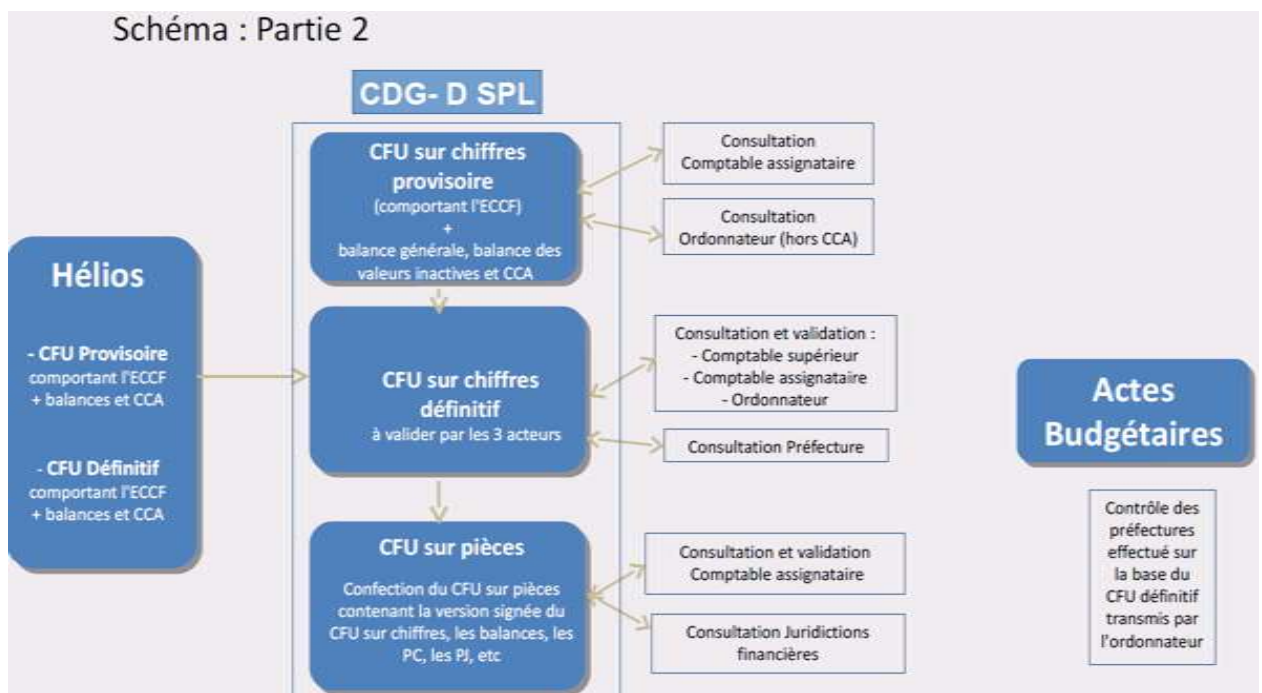 Schéma : Partie 2
CDG- D SPL
Hélios
- CFU Provisoire
comportant l'ECCF
+ balances et CCA
- CFU Définitif
comportant l'ECCF
+ balances et CCA
CFU sur chiffres
provisoire
(comportant l'ECCF)
+
balance générale, balance des
valeurs inactives et CCA
Consultation
Comptable assignataire
Consultation
Ordonnateur (hors CCA)
CFU sur chiffres
définitif
à valider par les 3 acteurs
Consultation et validation :
- Comptable supérieur
- Comptable assignataire
- Ordonnateur
Consultation Préfecture
CFU sur pièces
Confection du CFU sur pièces
contenant la version signée du
CFU sur chiffres, les balances, les
PC, les PJ, etc
Consultation et validation
Comptable assignataire
Consultation Juridictions
financières
Actes
Budgétaires
Contrôle des
préfectures
effectué sur
la base du
CFU définitif
transmis par
l'ordonnateur